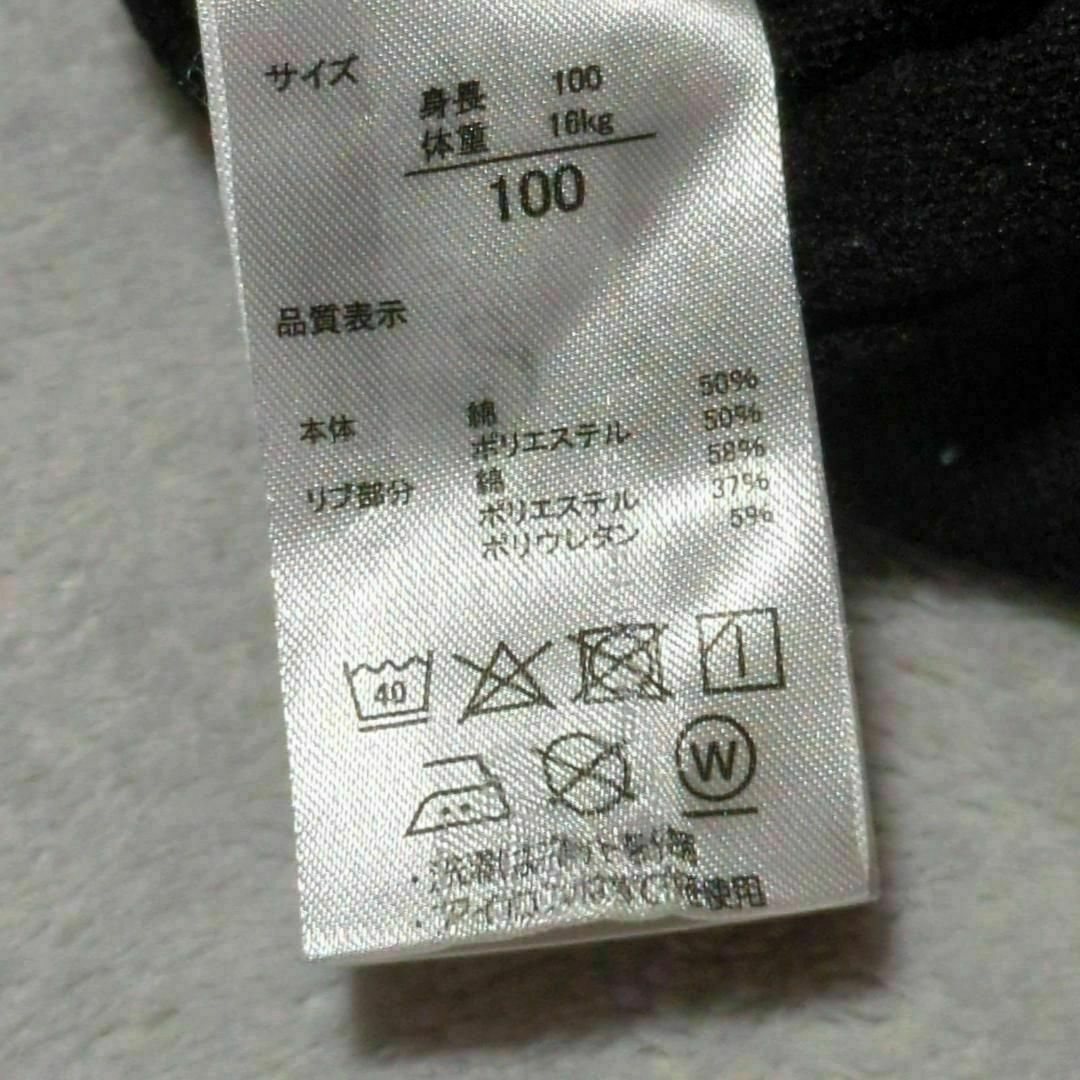 サイズ
身長 100
体重 16kg
100
品質表示
本体 綿 50%
ポリエステル 50%
リブ部分 綿 58%
ポリエステル 37%
ポリウレタン 5%
40
W
使用